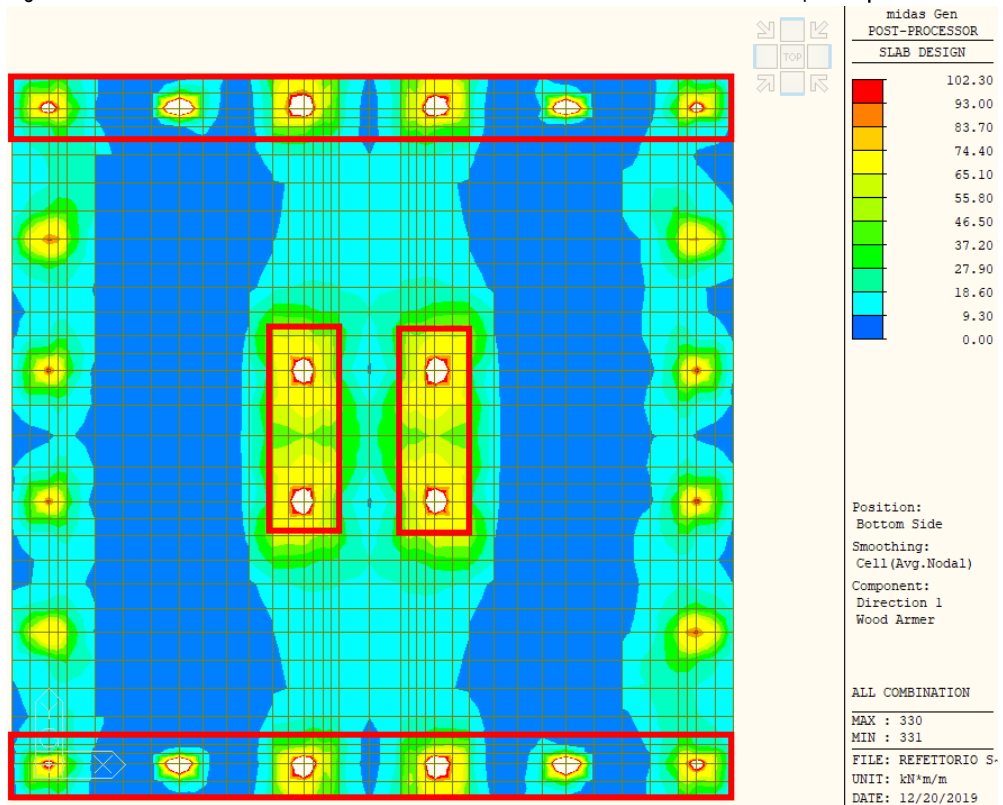 midas Gen
POST-PROCESSOR
SLAB DESIGN
TOP
102.30
93.00
83.70
74.40
65.10
55.80
46.50
37.20
27.90
18.60
9.30
0.00
Position:
Bottom Side
Smoothing:
Cell(Avg.Nodal)
Component:
Direction 1
Wood Armer
ALL COMBINATION
MAX : 330
MIN : 331
FILE: REFETTORIO S~
UNIT: kN*m/m
DATE: 12/20/2019
Y
X